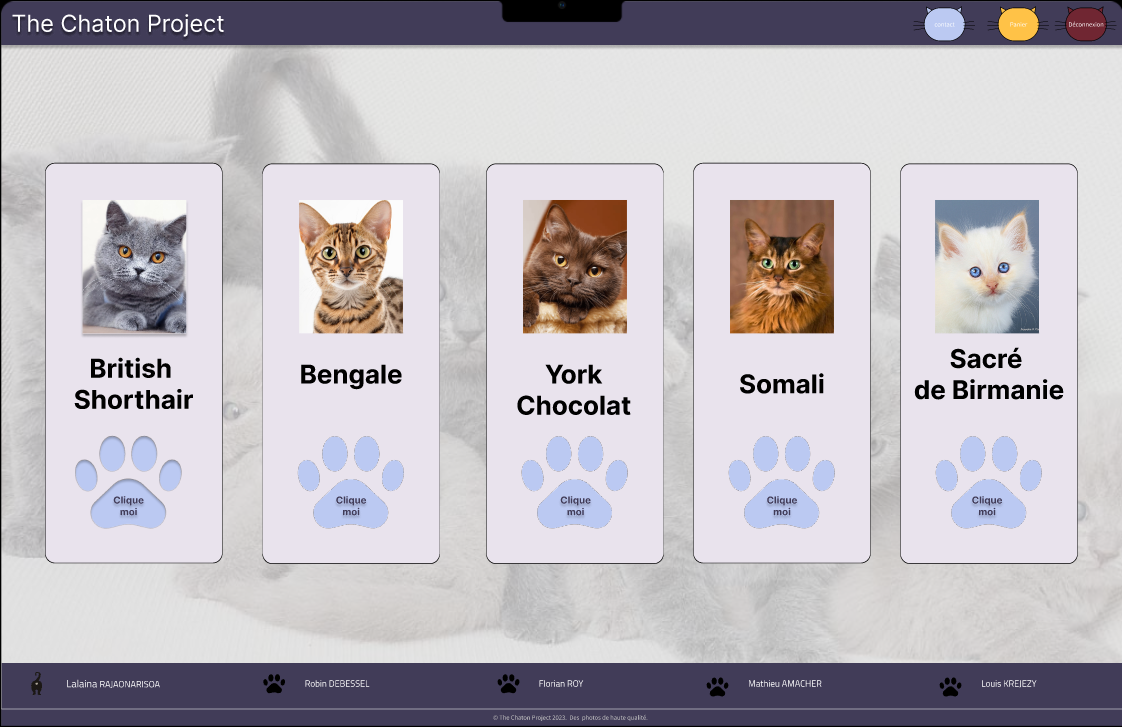 The Chaton Project
Contact
Panier
Déconnexion
British
Shorthair
Bengale
York
Chocolat
Somali
Sacré
de Birmanie
Clique
moi
Clique
moi
Clique
moi
Clique
moi
Clique
moi
Lalaina RAJAONARISOA
Robin DEBESSEL
Florian ROY
Mathieu AMACHER
Louis KREJEZY
© The Chaton Project 2023. Des photos de haute qualité.